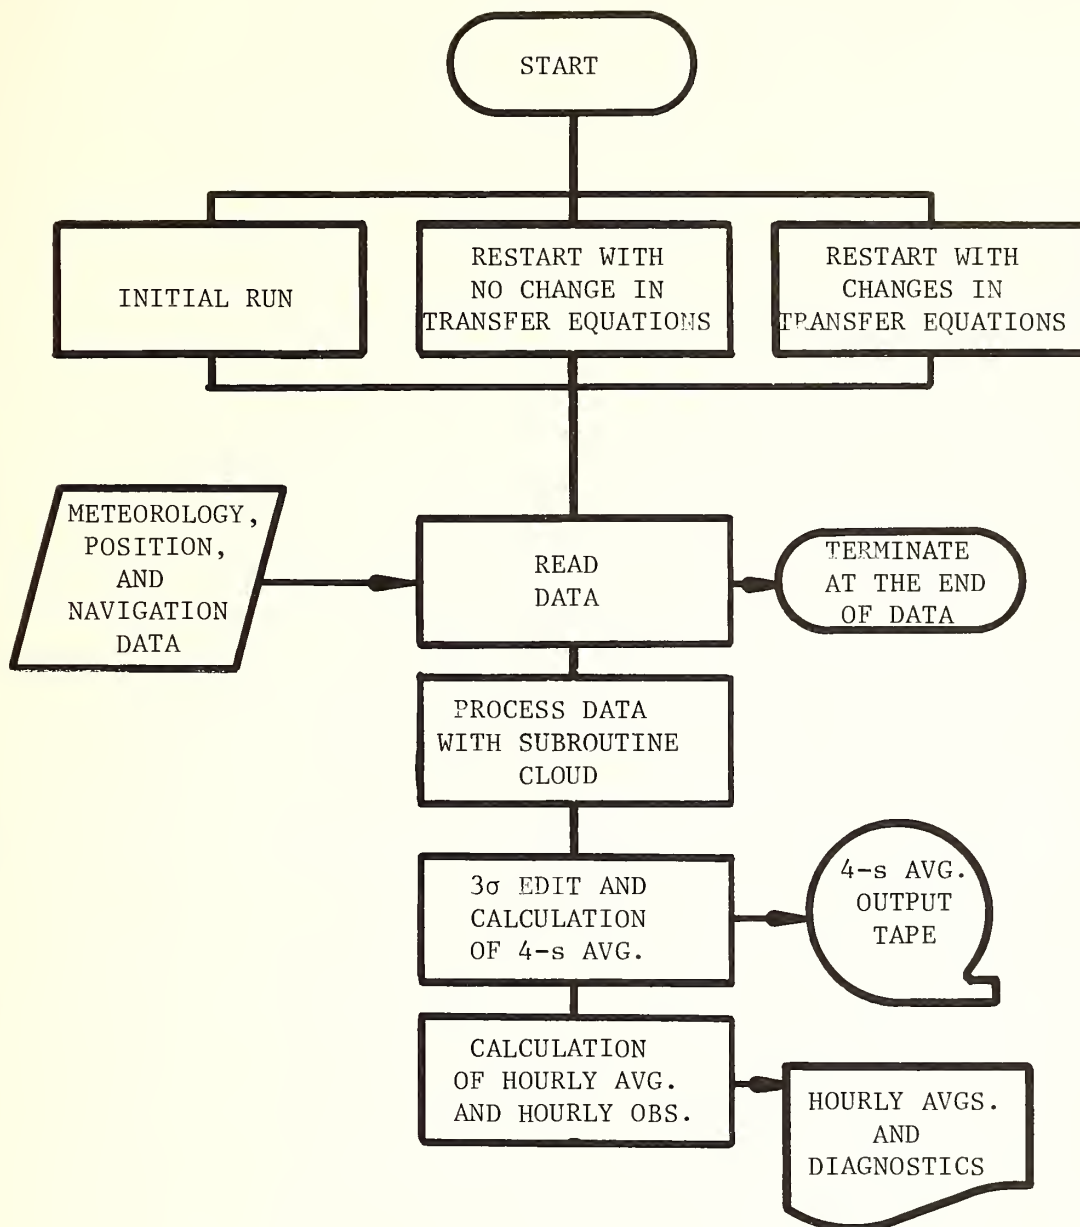 START
INITIAL RUN
RESTART WITH
NO CHANGE IN
TRANSFER EQUATIONS
RESTART WITH
CHANGES IN
TRANSFER EQUATIONS
METEOROLOGY,
POSITION,
AND
NAVIGATION
DATA
READ
DATA
TERMINATE
AT THE END
OF DATA
PROCESS DATA
WITH SUBROUTINE
CLOUD
3σ EDIT AND
CALCULATION
OF 4-s AVG.
4-s AVG.
OUTPUT
TAPE
CALCULATION
OF HOURLY AVG.
AND HOURLY OBS.
HOURLY AVGS.
AND
DIAGNOSTICS